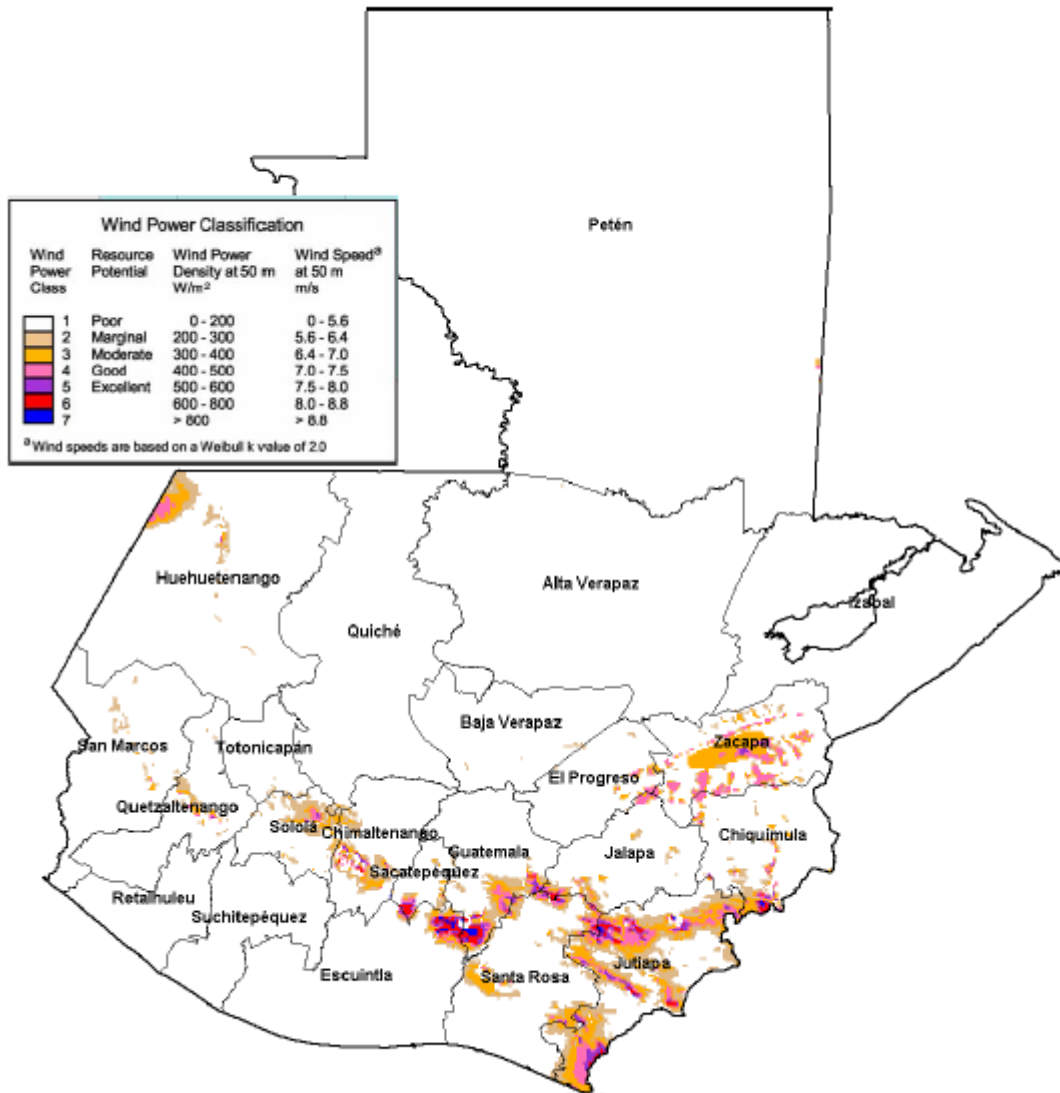 Petén
Wind Power Classification
Wind Power Class Resource Potential Wind Power Density at 50 m W/m² Wind Speedª at 50 m m/s
1 Poor 0 - 200 0 - 5.6
2 Marginal 200 - 300 5.6 - 6.4
3 Moderate 300 - 400 6.4 - 7.0
4 Good 400 - 500 7.0 - 7.5
5 Excellent 500 - 600 7.5 - 8.0
6 600 - 800 8.0 - 8.8
7 > 800 > 8.8
ª Wind speeds are based on a Weibull k value of 2.0
Huehuetenango
Alta Verapaz
Izabal
Quiché
Baja Verapaz
San Marcos
Totonicapán
Zacapa
El Progreso
Quetzaltenango
Sololá
Chimaltenango
Chiquimula
Guatemala
Jalapa
Sacatepéquez
Retalhuleu
Suchitepéquez
Escuintla
Santa Rosa
Jutiapa